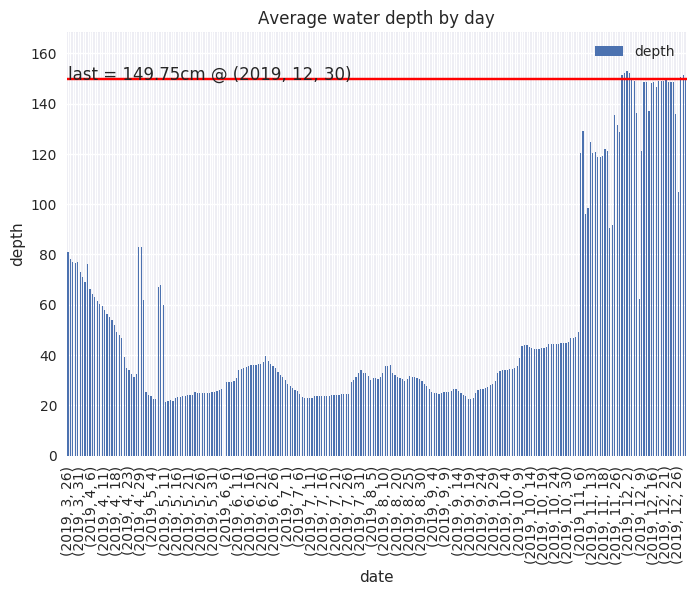 Average water depth by day
depth
160
last = 149.75cm @ (2019, 12, 30)
140
120
100
80
60
40
20
0
depth
(2019, 3, 26)
(2019, 3, 31)
(2019, 4, 6)
(2019, 4, 11)
(2019, 4, 18)
(2019, 4, 23)
(2019, 4, 29)
(2019, 5, 4)
(2019, 5, 11)
(2019, 5, 16)
(2019, 5, 21)
(2019, 5, 26)
(2019, 5, 31)
(2019, 6, 6)
(2019, 6, 11)
(2019, 6, 16)
(2019, 6, 21)
(2019, 6, 26)
(2019, 7, 1)
(2019, 7, 6)
(2019, 7, 11)
(2019, 7, 16)
(2019, 7, 21)
(2019, 7, 26)
(2019, 7, 31)
(2019, 8, 5)
(2019, 8, 10)
(2019, 8, 20)
(2019, 8, 25)
(2019, 8, 30)
(2019, 9, 4)
(2019, 9, 9)
(2019, 9, 14)
(2019, 9, 19)
(2019, 9, 24)
(2019, 9, 29)
(2019, 10, 4)
(2019, 10, 9)
(2019, 10, 14)
(2019, 10, 19)
(2019, 10, 24)
(2019, 10, 30)
(2019, 11, 6)
(2019, 11, 13)
(2019, 11, 18)
(2019, 11, 26)
(2019, 12, 2)
(2019, 12, 9)
(2019, 12, 16)
(2019, 12, 21)
(2019, 12, 26)
date